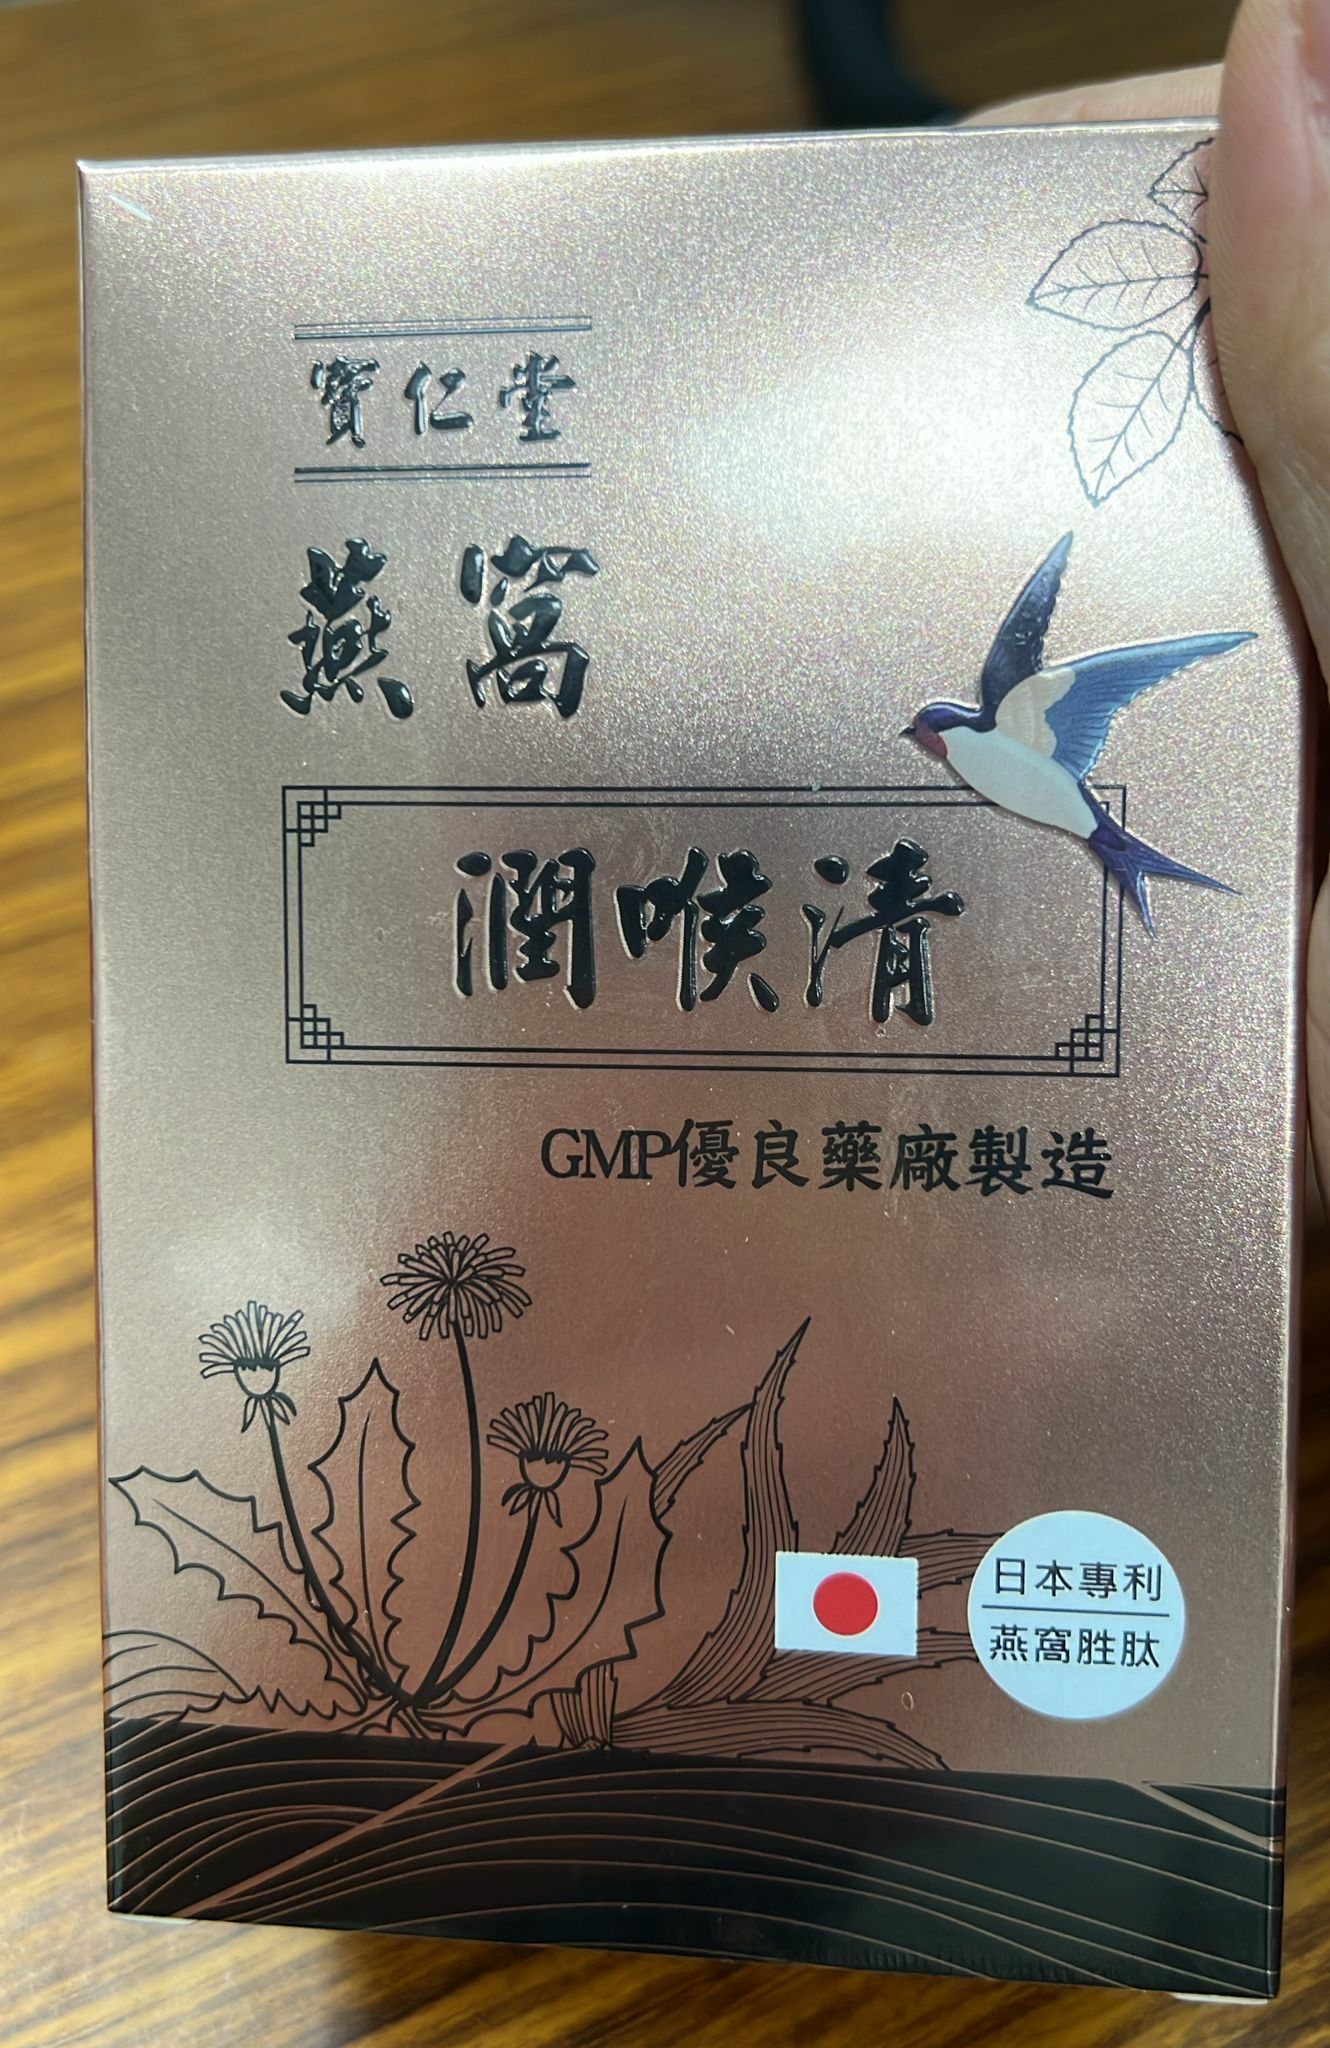 寶仁堂
燕窩
潤喉清
GMP優良藥廠製造
日本專利
燕窩胜肽